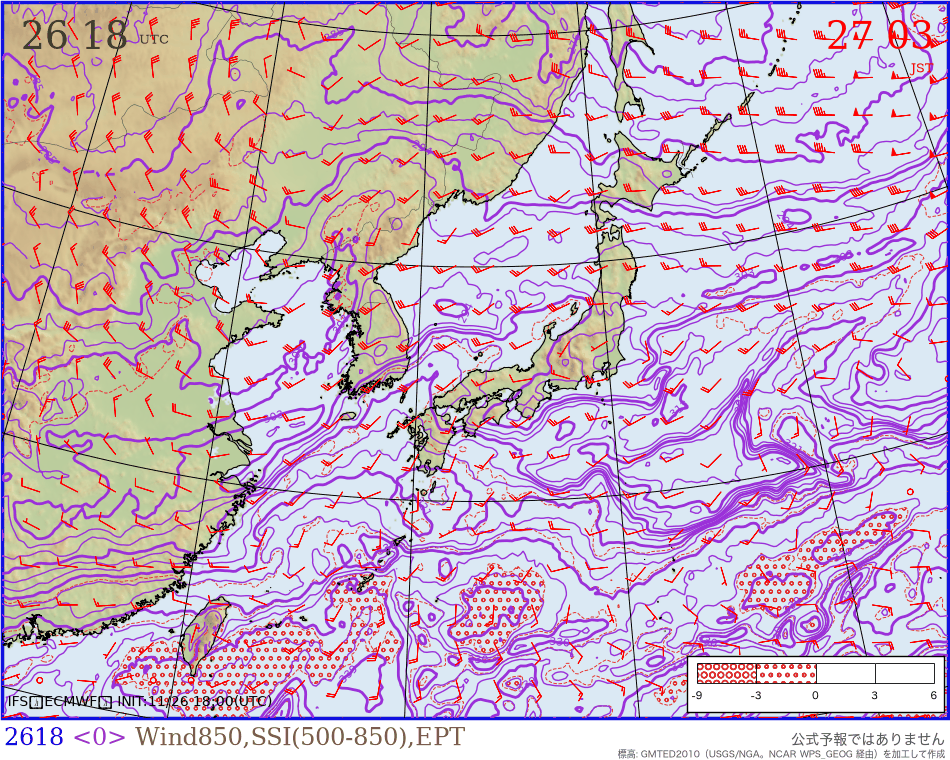 26 18 UTC
27 03
JST
-9 -3 0 3 6
IFS ECMWF INIT:11/26 18:00(UTC)
2618 <0> Wind850,SSI(500-850),EPT
公式予報ではありません
標高: GMTED2010（USGS/NGA。NCAR WPS_GEOG 経由）を加工して作成